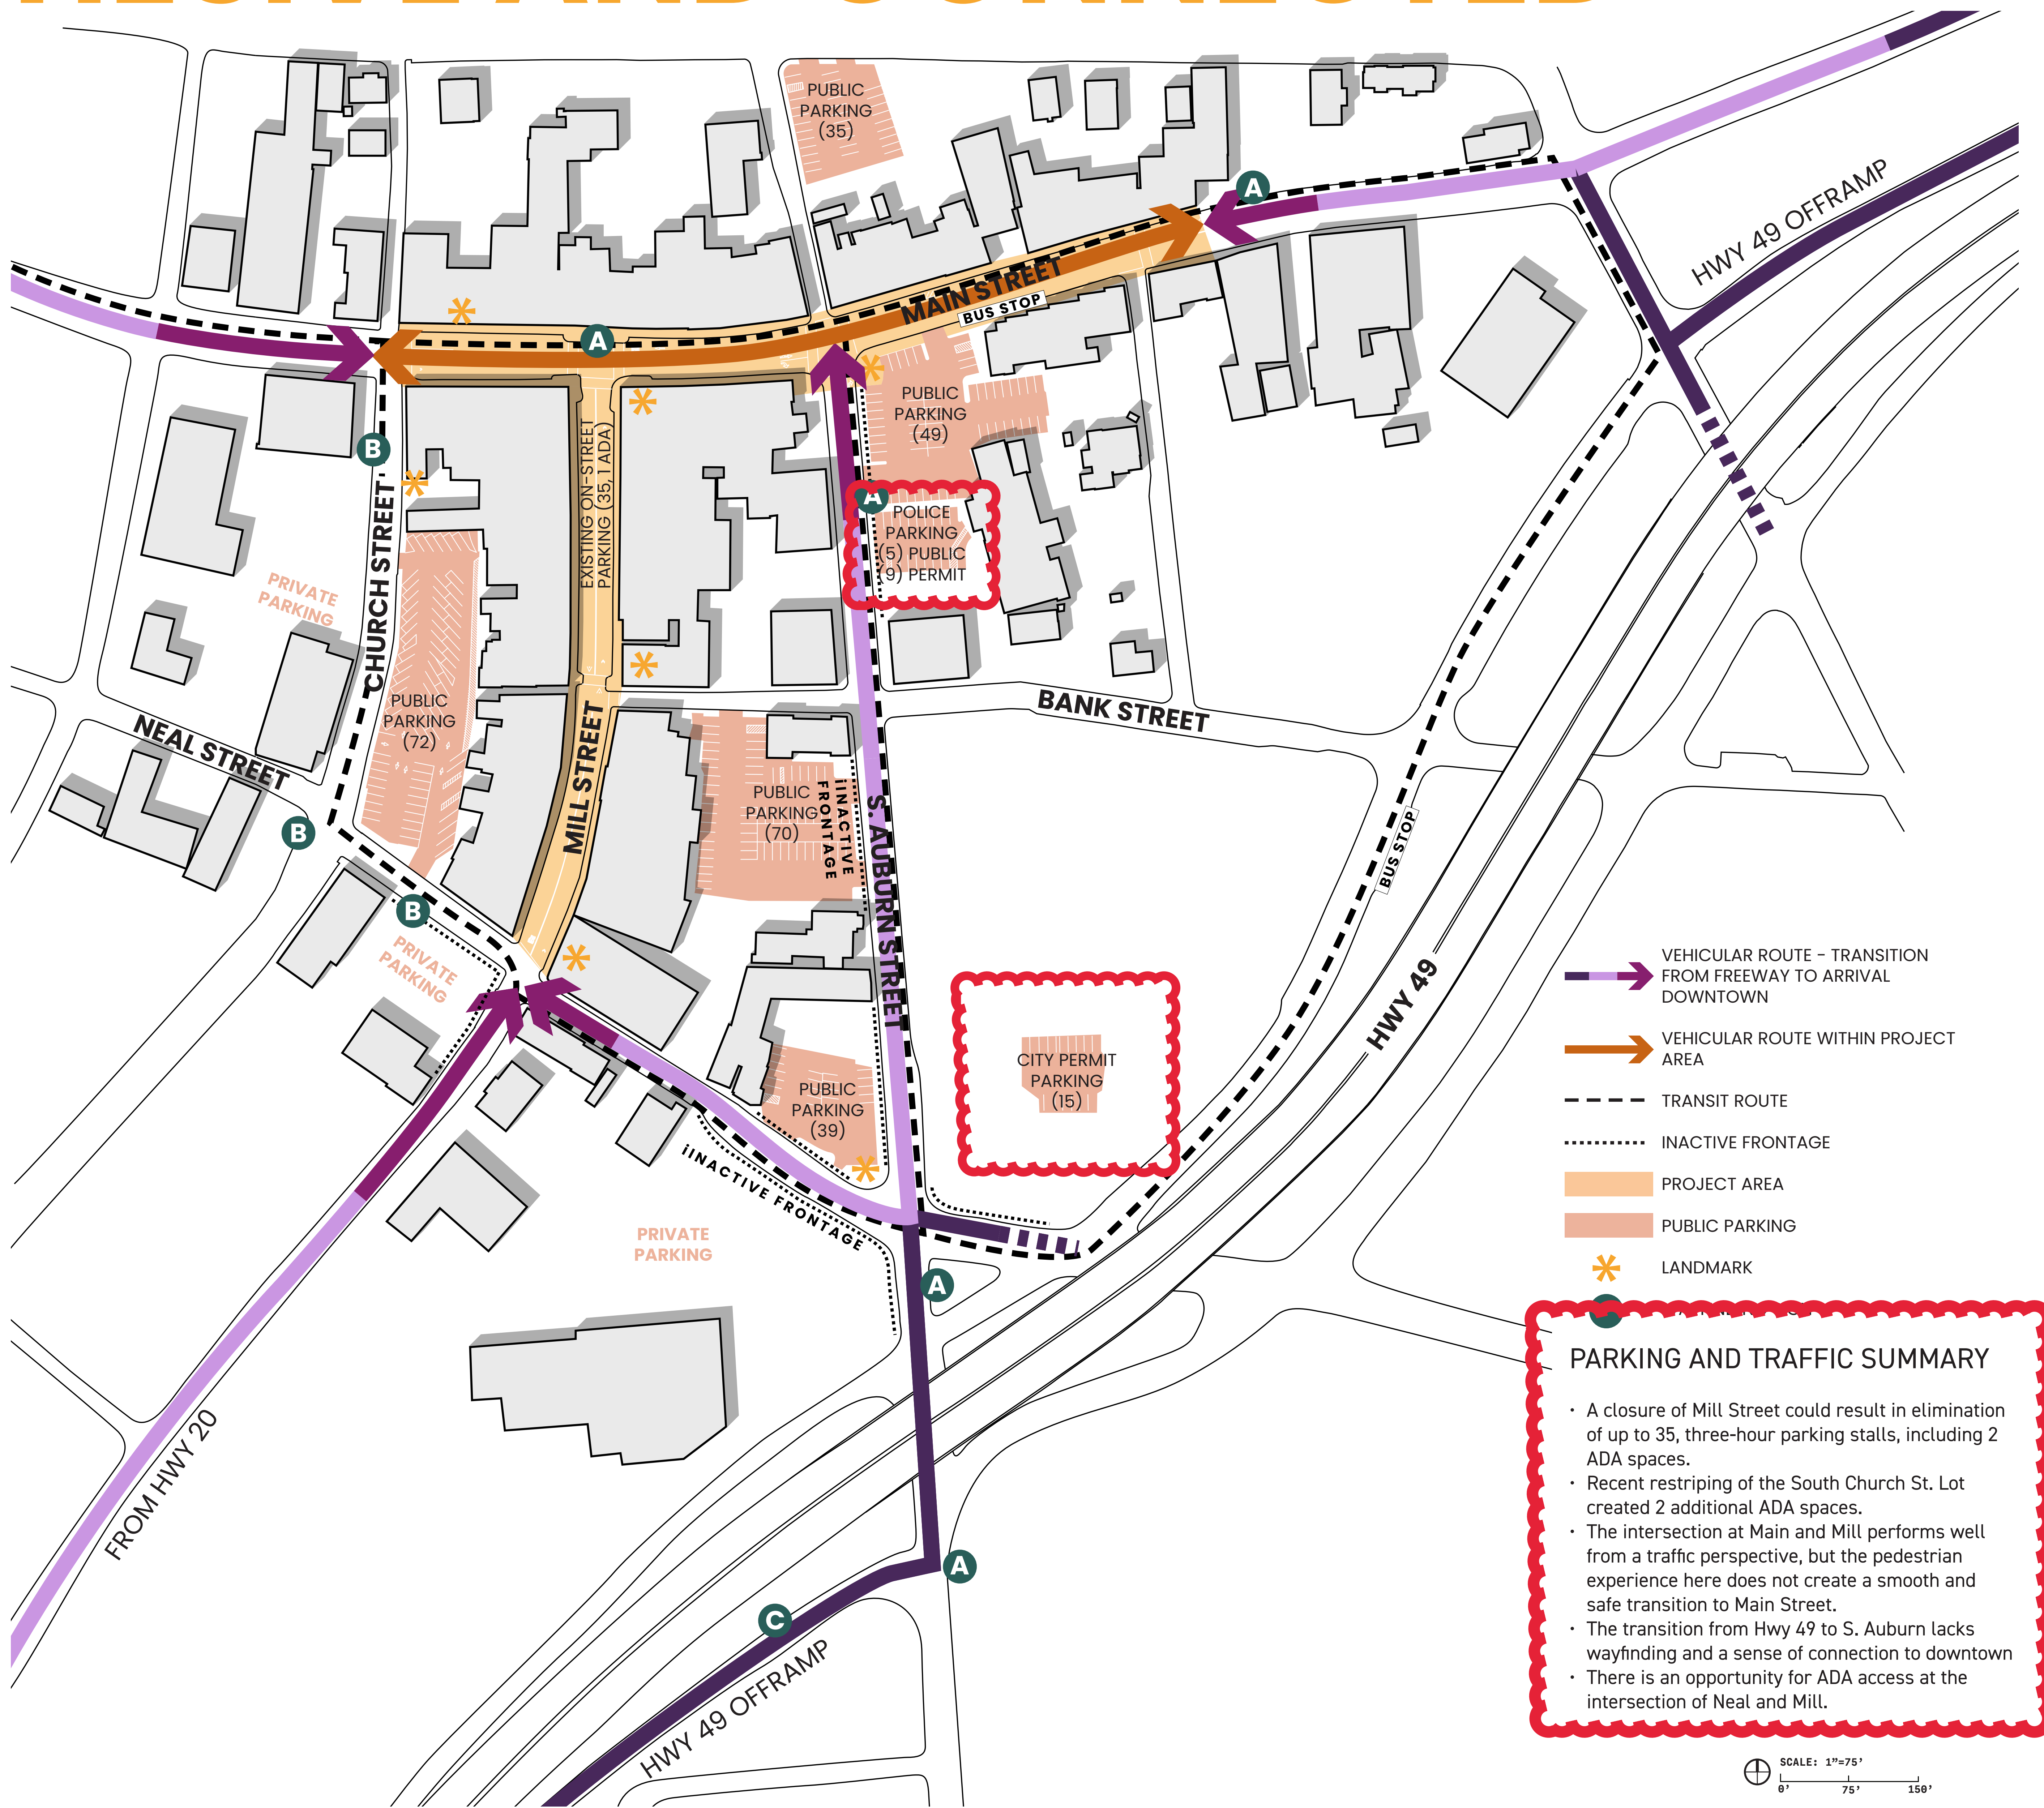 PUBLIC
PARKING
(35)
A
HWY 49 OFFRAMP
MAIN STREET
BUS STOP
A
PUBLIC
PARKING
(49)
B
EXISTING ON-STREET
PARKING (35, 1 ADA)
A
POLICE
PARKING
(5) PUBLIC
(9) PERMIT
CHURCH STREET
PRIVATE
PARKING
PUBLIC
PARKING
(72)
NEAL STREET
BANK STREET
MILL STREET
PUBLIC
PARKING
(70)
iINACTIVE
FRONTAGE
S AUBURN STREET
B
B
BUS STOP
PRIVATE
PARKING
HWY 49
CITY PERMIT
PARKING
(15)
PUBLIC
PARKING
(39)
iINACTIVE FRONTAGE
PRIVATE
PARKING
A
FROM HWY 20
A
C
HWY 49 OFFRAMP
VEHICULAR ROUTE - TRANSITION
FROM FREEWAY TO ARRIVAL
DOWNTOWN
VEHICULAR ROUTE WITHIN PROJECT
AREA
TRANSIT ROUTE
INACTIVE FRONTAGE
PROJECT AREA
PUBLIC PARKING
LANDMARK
PARKING AND TRAFFIC SUMMARY
• A closure of Mill Street could result in elimination
of up to 35, three-hour parking stalls, including 2
ADA spaces.
• Recent restriping of the South Church St. Lot
created 2 additional ADA spaces.
• The intersection at Main and Mill performs well
from a traffic perspective, but the pedestrian
experience here does not create a smooth and
safe transition to Main Street.
• The transition from Hwy 49 to S. Auburn lacks
wayfinding and a sense of connection to downtown
• There is an opportunity for ADA access at the
intersection of Neal and Mill.
SCALE: 1"=75'
0' 75' 150'